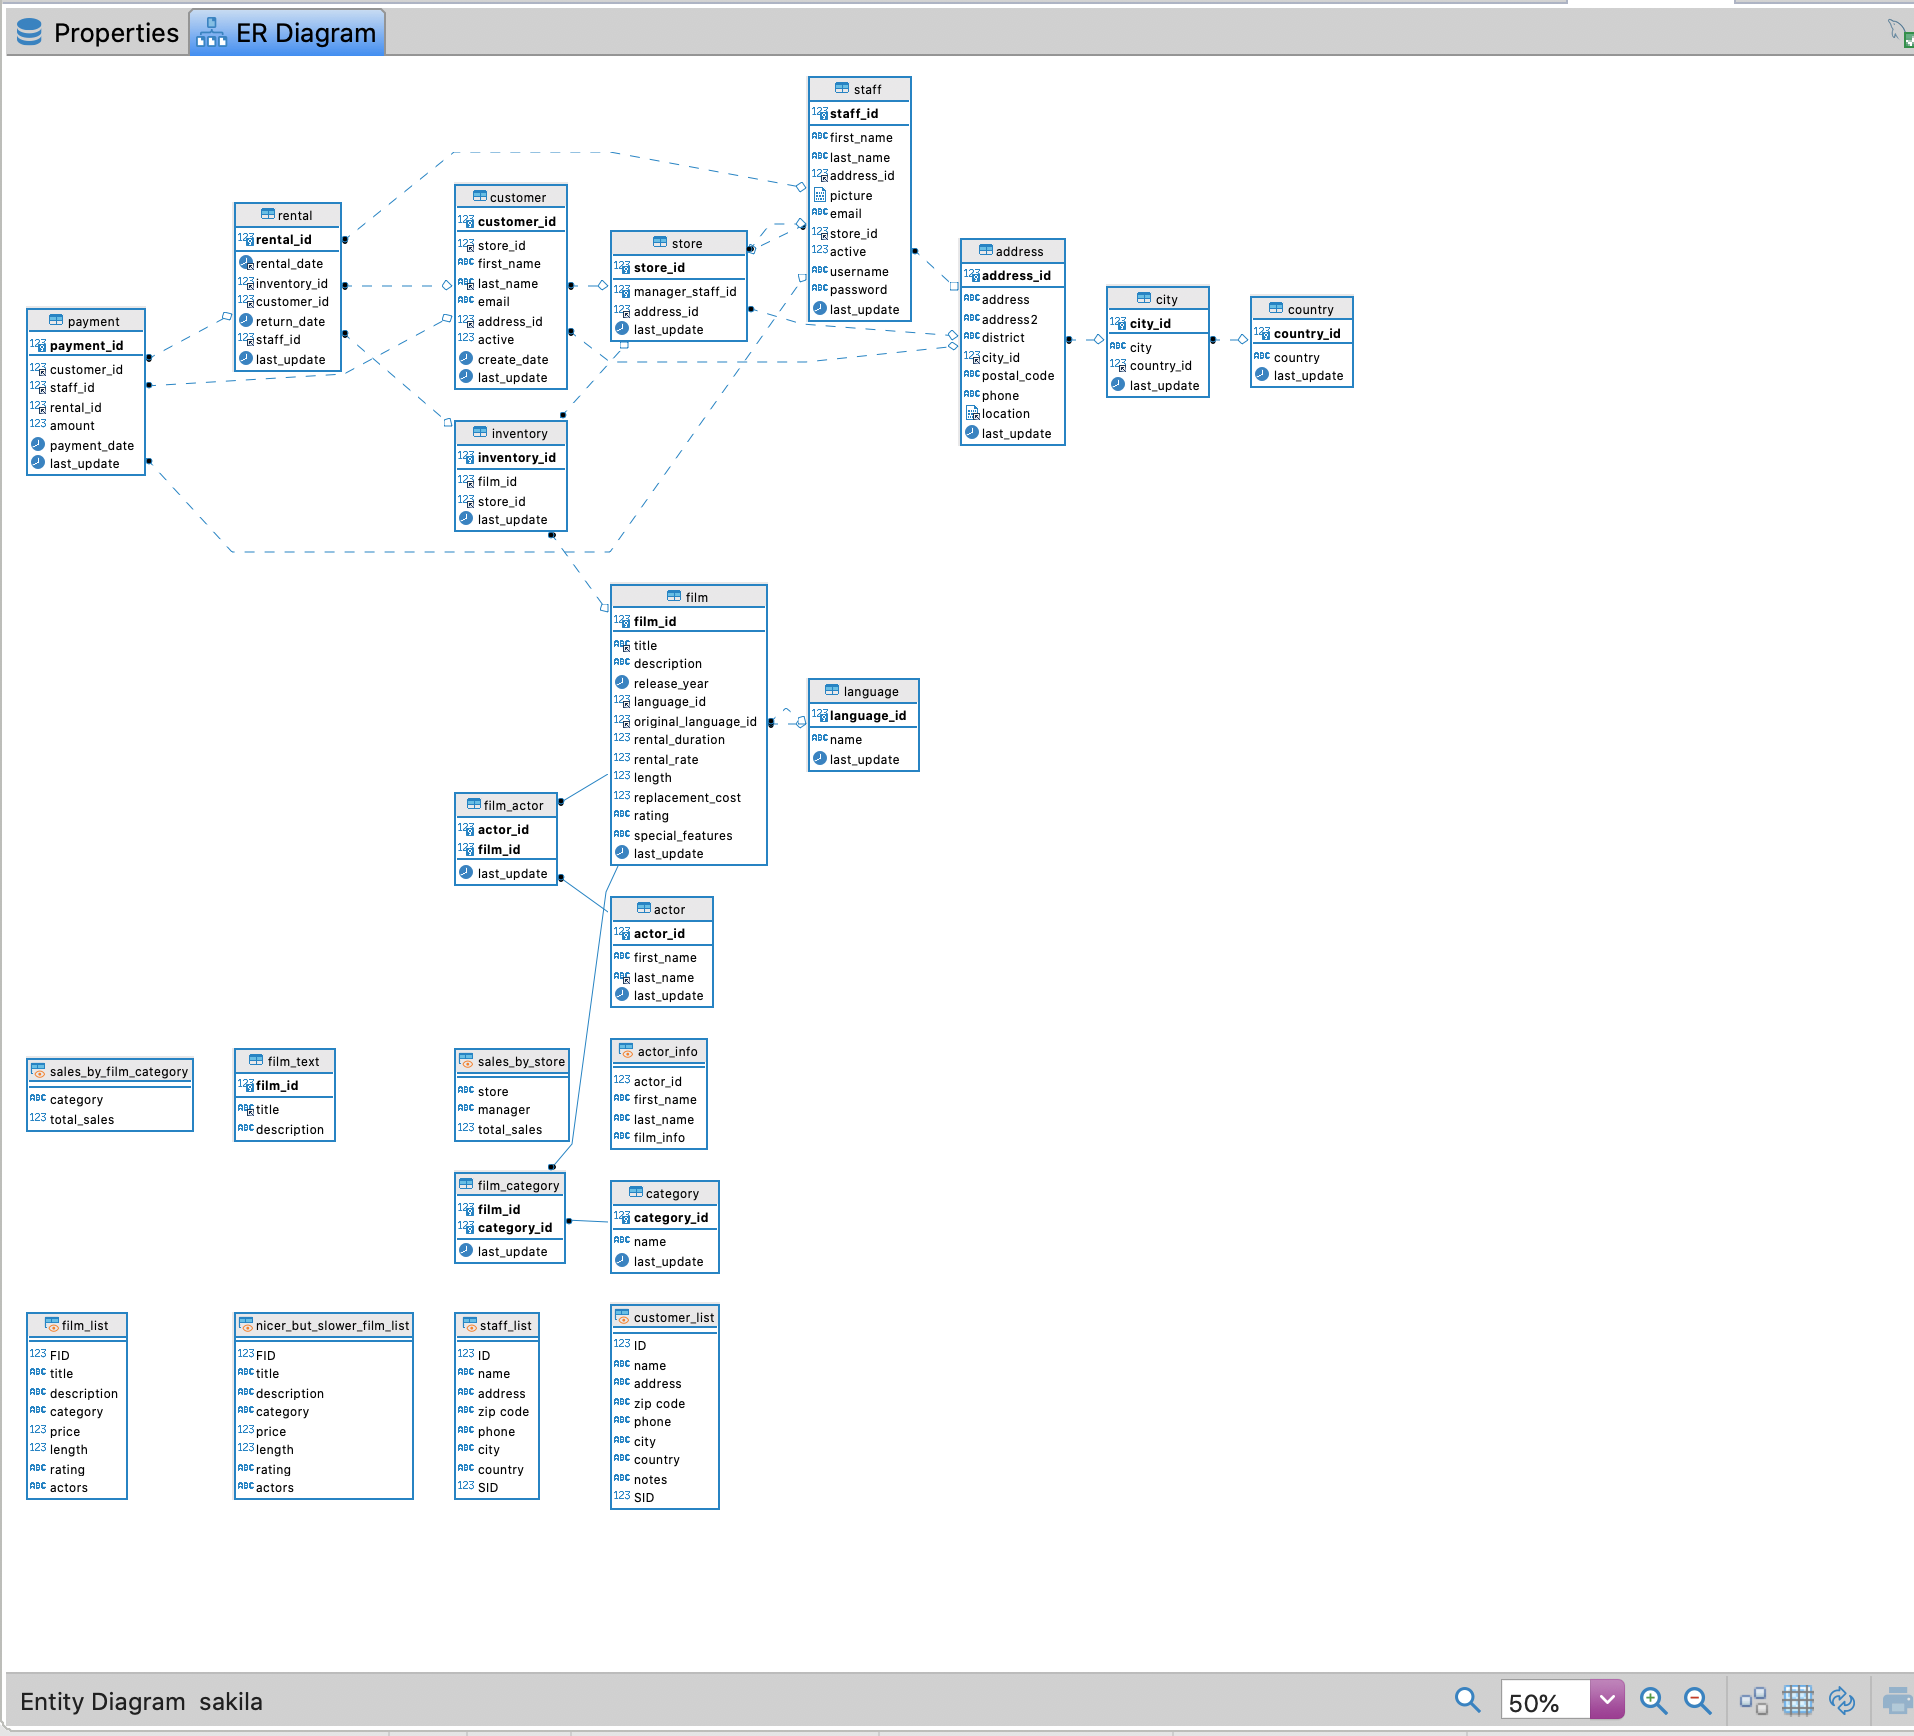 Properties
ER Diagram
staff
staff_id
first_name
last_name
address_id
picture
email
store_id
active
username
password
last_update
customer
customer_id
store_id
first_name
last_name
email
address_id
active
create_date
last_update
rental
rental_id
rental_date
inventory_id
customer_id
return_date
staff_id
last_update
store
store_id
manager_staff_id
address_id
last_update
address
address_id
address
address2
district
city_id
postal_code
phone
location
last_update
city
city_id
city
country_id
last_update
country
country_id
country
last_update
payment
payment_id
customer_id
staff_id
rental_id
amount
payment_date
last_update
inventory
inventory_id
film_id
store_id
last_update
film
film_id
title
description
release_year
language_id
original_language_id
rental_duration
rental_rate
length
replacement_cost
rating
special_features
last_update
language
language_id
name
last_update
film_actor
actor_id
film_id
last_update
actor
actor_id
first_name
last_name
last_update
sales_by_film_category
category
total_sales
film_text
film_id
title
description
sales_by_store
store
manager
total_sales
actor_info
actor_id
first_name
last_name
film_info
film_category
film_id
category_id
last_update
category
category_id
name
last_update
film_list
FID
title
description
category
price
length
rating
actors
nicer_but_slower_film_list
FID
title
description
category
price
length
rating
actors
staff_list
ID
name
address
zip code
phone
city
country
SID
customer_list
ID
name
address
zip code
phone
city
country
notes
SID
Entity Diagram sakila
50%